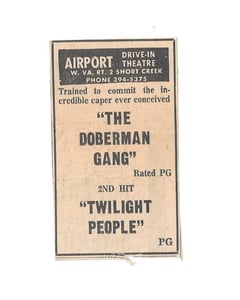 AIRPORT DRIVE-IN THEATRE
W. VA. RT. 2 SHORT CREEK
PHONE 394-5375
Trained to commit the in-
credible caper ever conceived
"THE
DOBERMAN
GANG"
Rated PG
2ND HIT
"TWILIGHT
PEOPLE"
PG